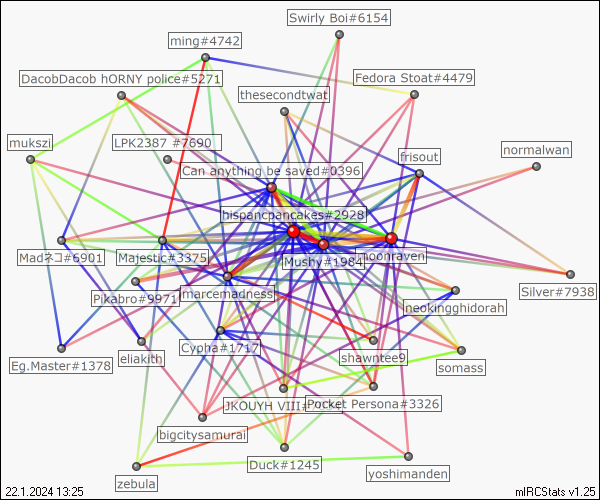 Swirly Boi#6154
ming#4742
DacobDacob hORNY police#5271
Fedora Stoat#4479
thesecondtwat
mukszi
LPK2387 #7690
normalwan
frisout
Can anything be saved#0396
hispancpancakes#2928
Madネコ#6901
Majestic#3375
Mushy#1984
moonraven
Pikabro#9971
marcemadness
Silver#7938
neokingghidorah
Cypha#1717
Eg.Master#1378
eliakith
shawntee9
somass
JKOUYH VIII#
Pocket Persona#3326
bigcitysamurai
Duck#1245
yoshimanden
zebula
22.1.2024 13:25
mIRCStats v1.25